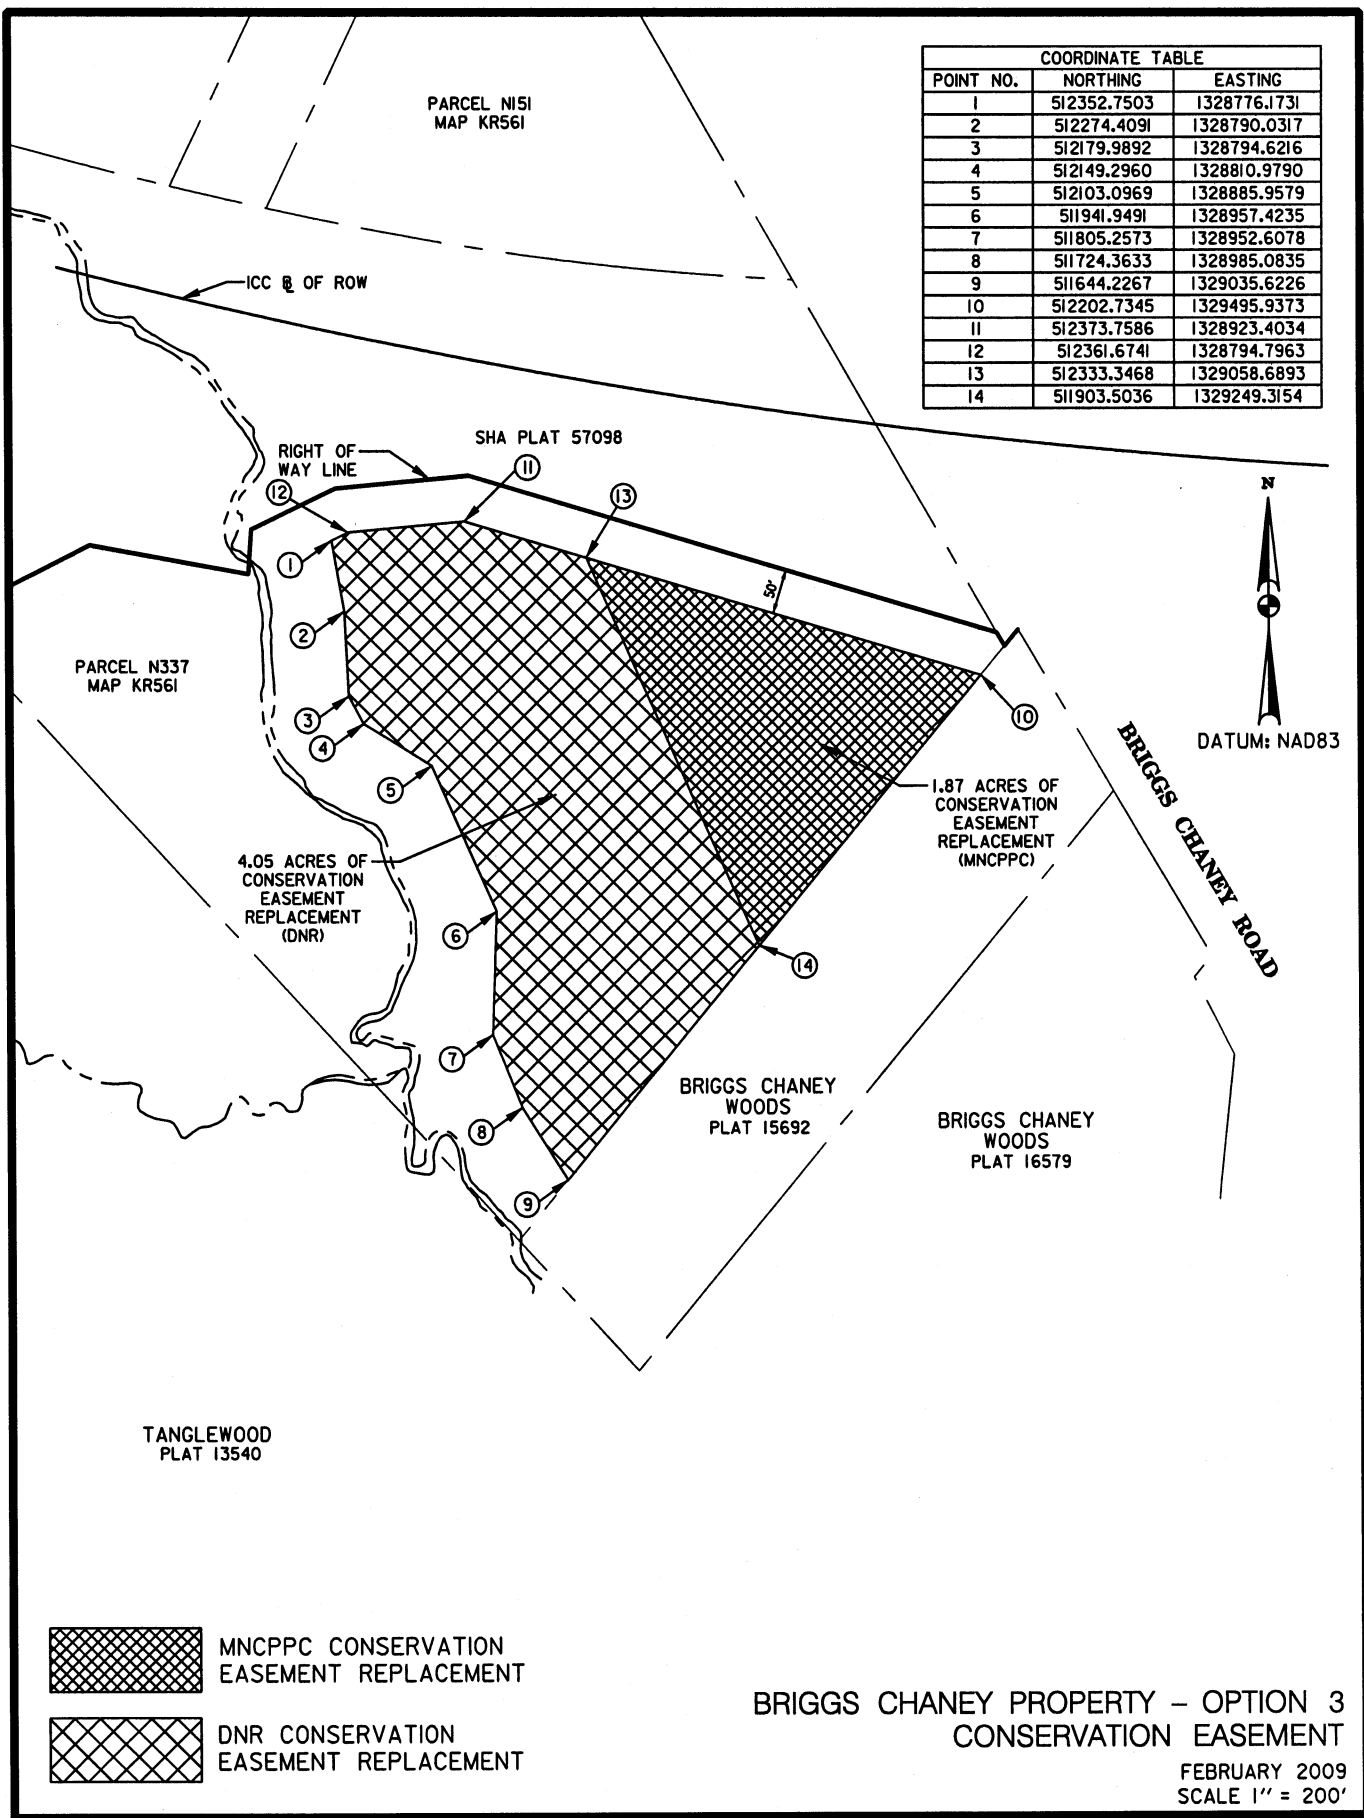 COORDINATE TABLE
POINT NO. NORTHING EASTING
1 512352.7503 1328776.1731
2 512274.4091 1328790.0317
3 512179.9892 1328794.6216
4 512149.2960 1328810.9790
5 512103.0969 1328885.9579
6 511941.9491 1328957.4235
7 511805.2573 1328952.6078
8 511724.3633 1328985.0835
9 511644.2267 1329035.6226
10 512202.7345 1329495.9373
11 512373.7586 1328923.4034
12 512361.6741 1328794.7963
13 512333.3468 1329058.6893
14 511903.5036 1329249.3154
PARCEL N151
MAP KR561
ICC ℄ OF ROW
SHA PLAT 57098
RIGHT OF
WAY LINE
11
12
13
1
N
50'
2
PARCEL N337
MAP KR561
3
10
4
DATUM: NAD83
BRIGGS CHANEY ROAD
5
1.87 ACRES OF
CONSERVATION
EASEMENT
REPLACEMENT
(MNCPPC)
4.05 ACRES OF
CONSERVATION
EASEMENT
REPLACEMENT
(DNR)
6
14
7
BRIGGS CHANEY
WOODS
PLAT 15692
8
BRIGGS CHANEY
WOODS
PLAT 16579
9
TANGLEWOOD
PLAT 13540
MNCPPC CONSERVATION
EASEMENT REPLACEMENT
DNR CONSERVATION
EASEMENT REPLACEMENT
BRIGGS CHANEY PROPERTY – OPTION 3
CONSERVATION EASEMENT
FEBRUARY 2009
SCALE 1'' = 200'